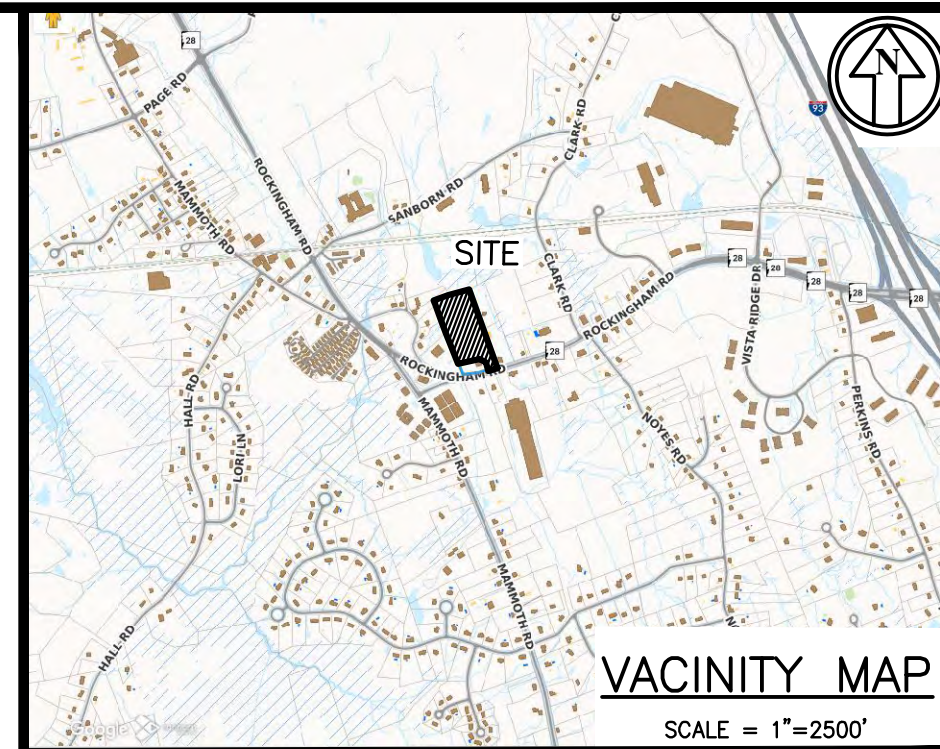 28
N
PAGE RD
93
CLARK RD
ROCKINGHAM RD
MAMMOTH RD
SANBORN RD
SITE
CLARK RD
28
28
ROCKINGHAM RD
28
28
28
VISTA RIDGE DR
28
ROCKINGHAM RD
HALL RD
MAMMOTH RD
NOYES RD
PERKINS RD
LORI LN
MAMMOTH RD
HALL RD
VACINITY MAP
Google
SCALE = 1"=2500'